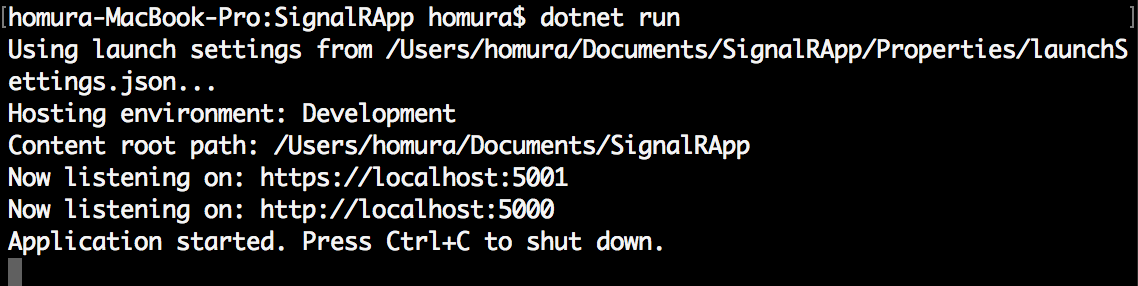 [homura-MacBook-Pro:SignalRApp homura$ dotnet run ]
Using launch settings from /Users/homura/Documents/SignalRApp/Properties/launchS
ettings.json...
Hosting environment: Development
Content root path: /Users/homura/Documents/SignalRApp
Now listening on: https://localhost:5001
Now listening on: http://localhost:5000
Application started. Press Ctrl+C to shut down.